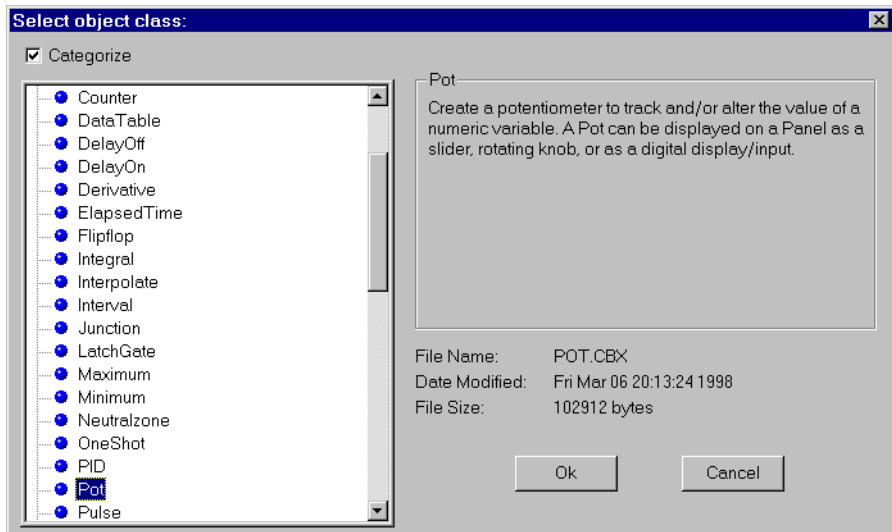 Select object class:
Categorize
Counter
DataTable
DelayOff
DelayOn
Derivative
ElapsedTime
Flipflop
Integral
Interpolate
Interval
Junction
LatchGate
Maximum
Minimum
Neutralzone
OneShot
PID
Pot
Pulse
Pot
Create a potentiometer to track and/or alter the value of a
numeric variable. A Pot can be displayed on a Panel as a
slider, rotating knob, or as a digital display/input.
File Name: POT.CBX
Date Modified: Fri Mar 06 20:13:24 1998
File Size: 102912 bytes
Ok
Cancel